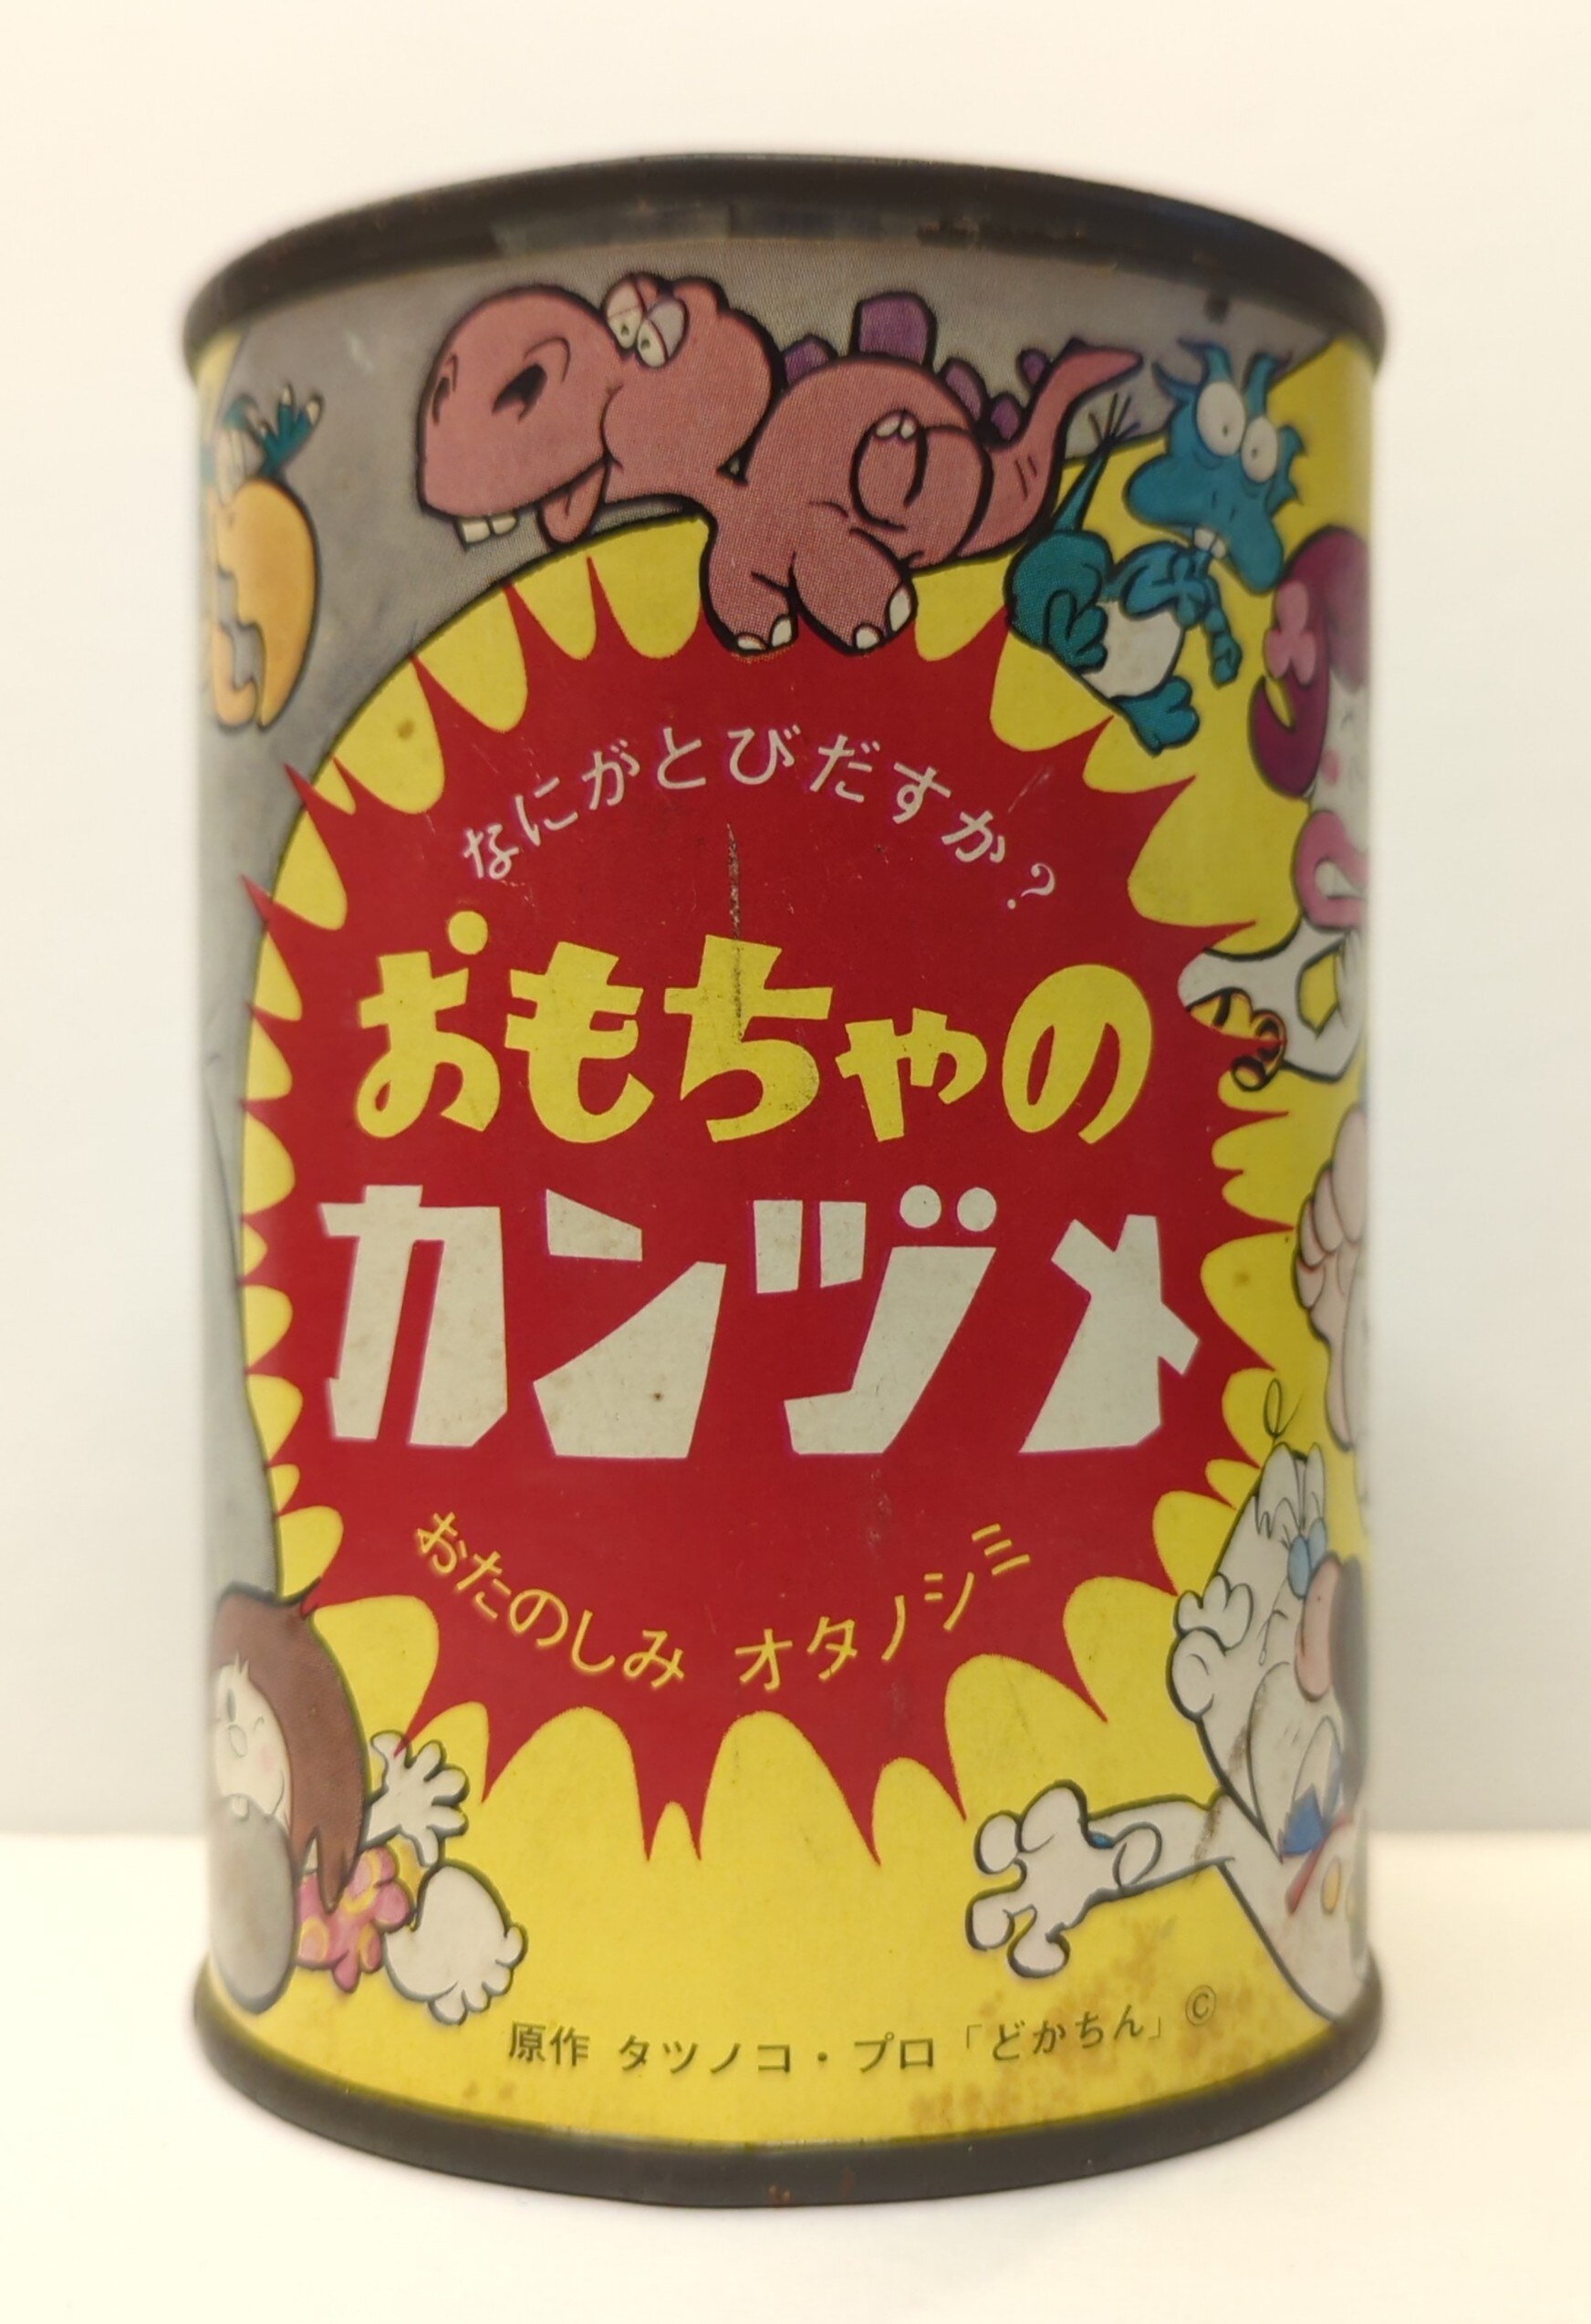 なにがとびだすか?
おもちゃの
カンヅメ
おたのしみ オタノシミ
原作 タツノコ・プロ「どかちん」©